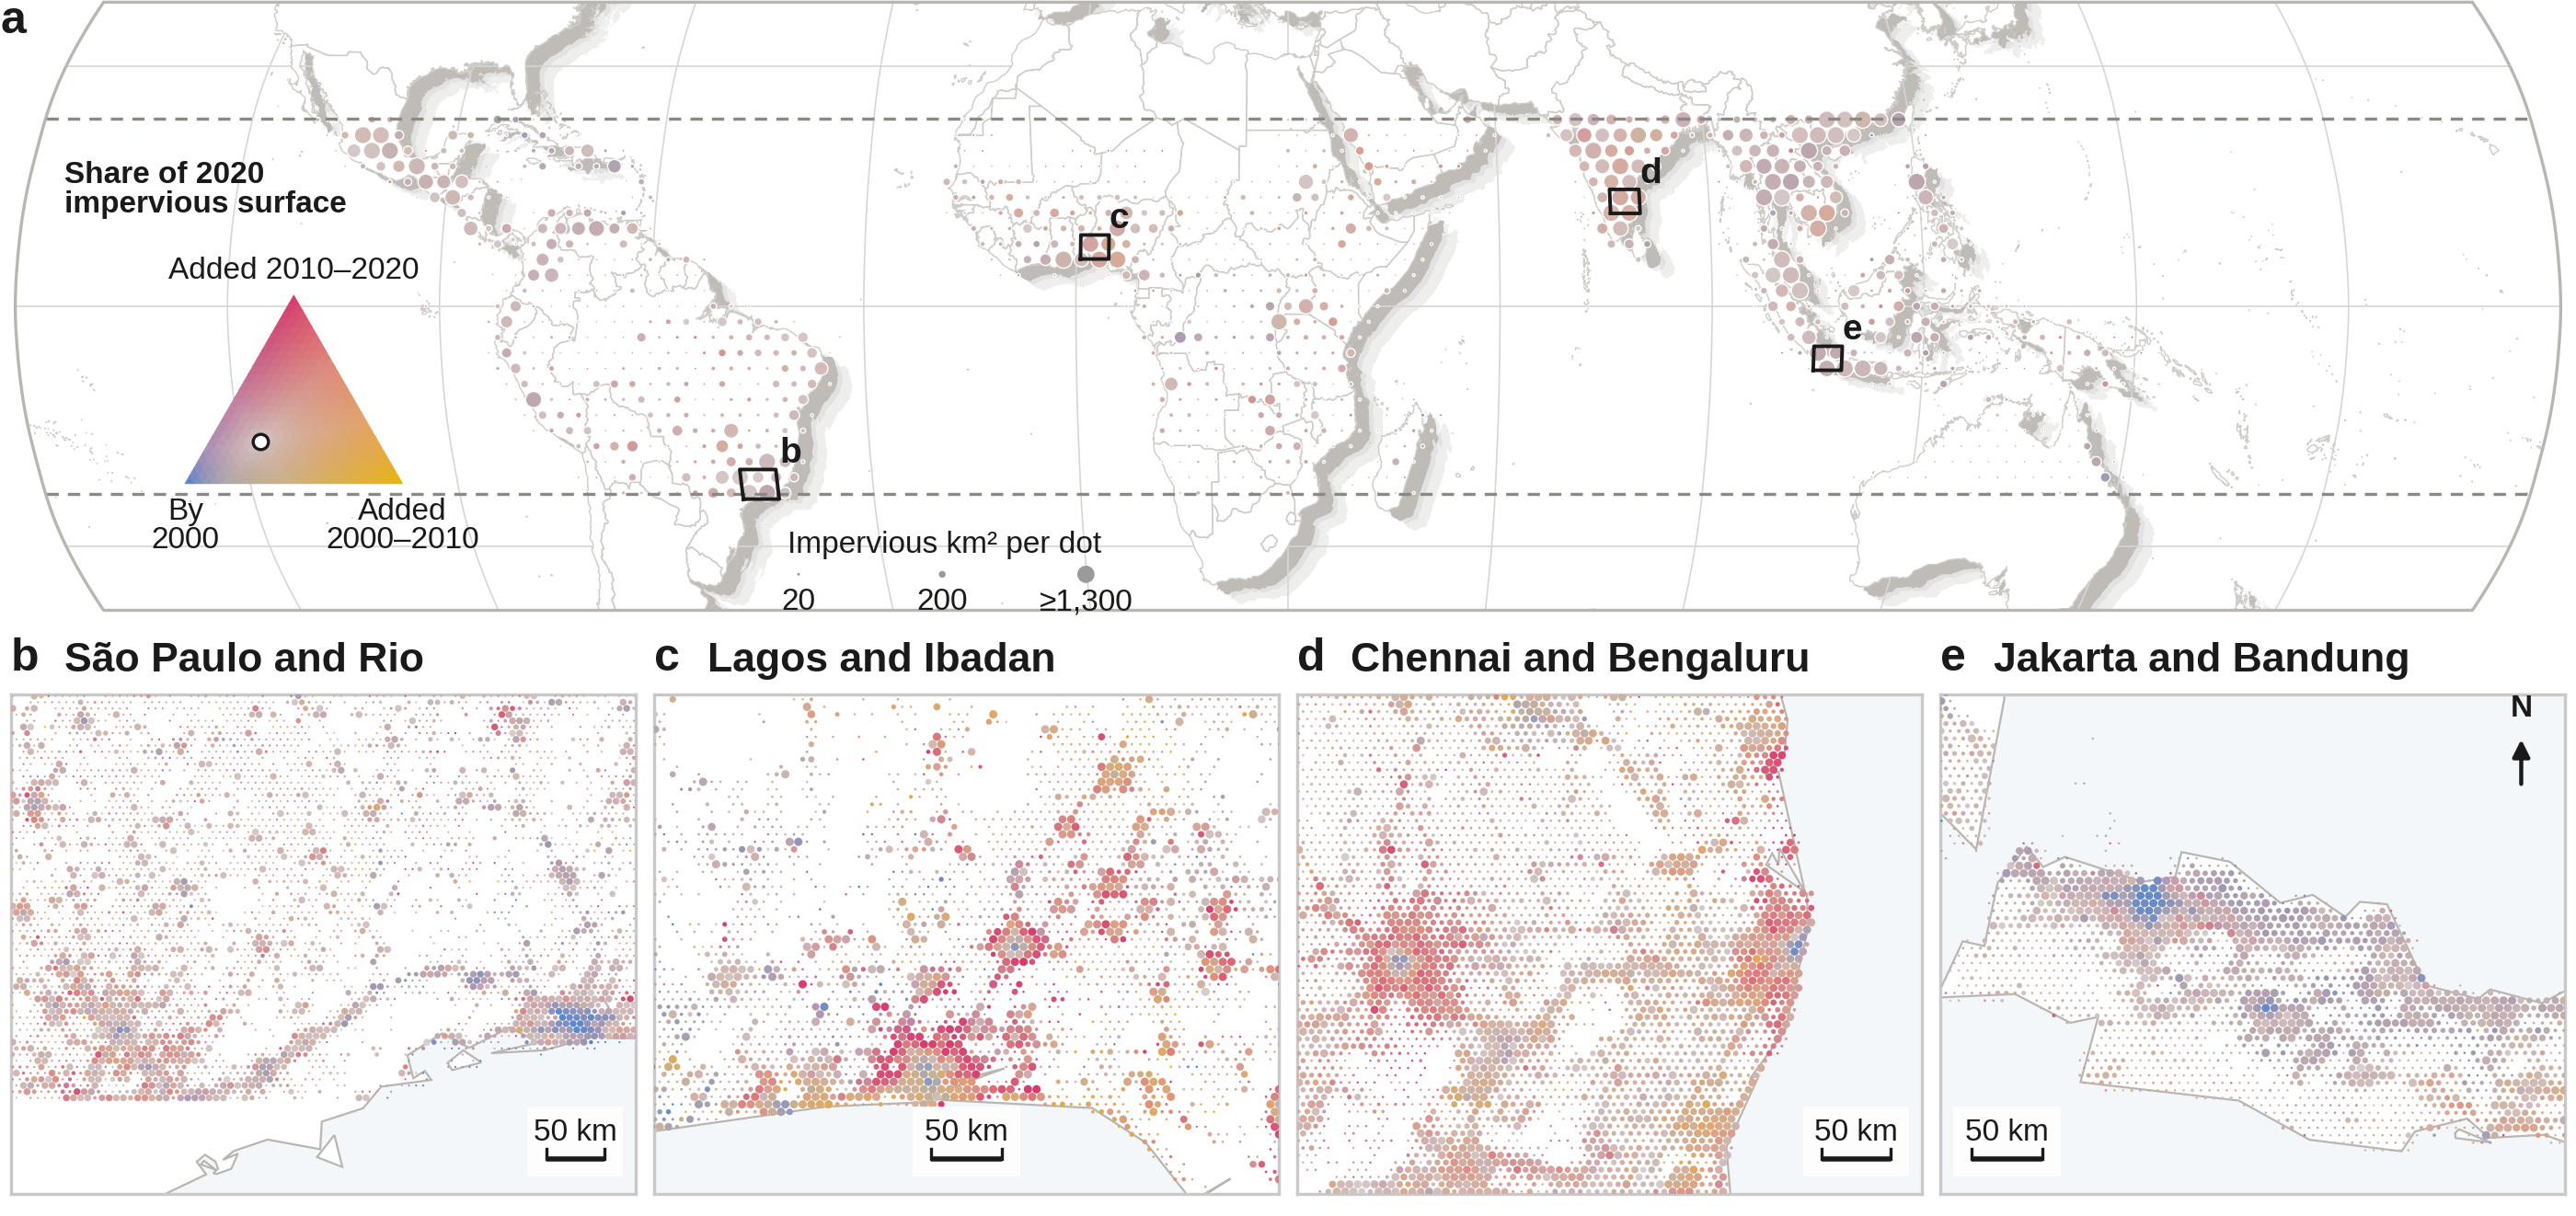 a
Share of 2020
impervious surface
Added 2010–2020
By
2000
Added
2000–2010
Impervious km² per dot
20
200
≥1,300
b
c
d
e
b São Paulo and Rio
50 km
c Lagos and Ibadan
50 km
d Chennai and Bengaluru
50 km
e Jakarta and Bandung
N
50 km